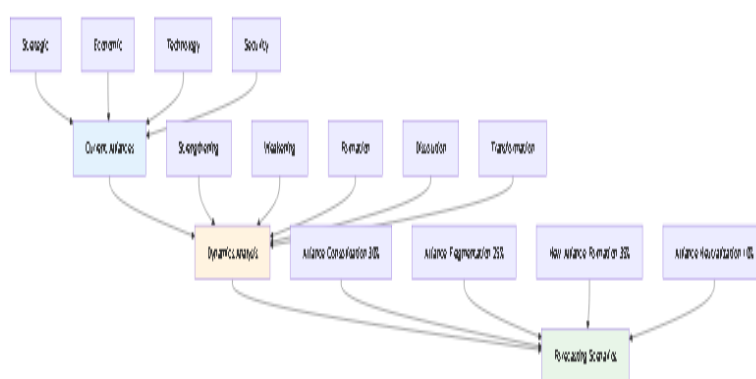 Strategic
Economic
Technology
Security
Current Alliances
Strengthening
Weakening
Formation
Dissolution
Transformation
Dynamics Analysis
Alliance Consolidation 30%
Alliance Fragmentation 25%
New Alliance Formation 35%
Alliance Neutralization 10%
Forecasting Scenarios